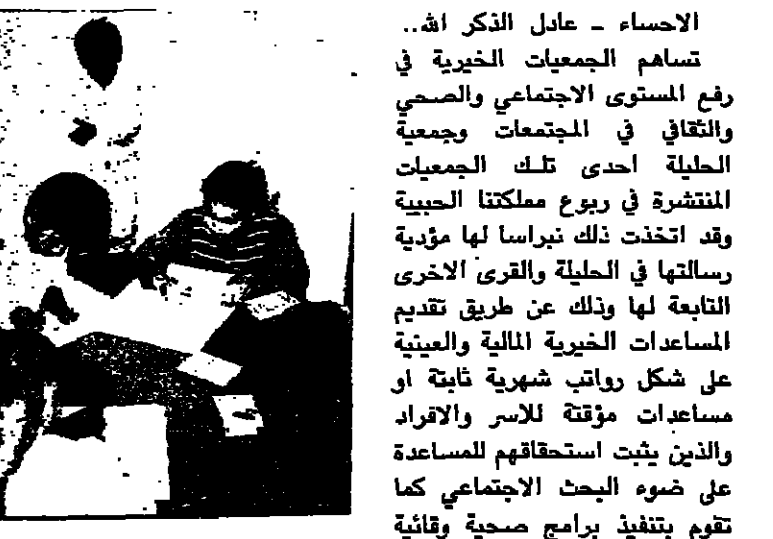 الاحساء ـ عادل الذكر الله..
تساهم الجمعيات الخيرية في
رفع المستوى الاجتماعي والصحي
والثقافي في المجتمعات وجمعية
الحليلة احدى تلك الجمعيات
المنتشرة في ربوع مملكتنا الحبيبة
وقد اتخذت ذلك نبراسا لها مؤدية
رسالتها في الحليلة والقرى الاخرى
التابعة لها وذلك عن طريق تقديم
المساعدات الخيرية المالية والعينية
على شكل رواتب شهرية ثابتة او
مساعدات مؤقتة للاسر والافراد
والذين يثبت استحقاقهم للمساعدة
على ضوء البحث الاجتماعي كما
تقوم بتنفيذ برامج صحية وقائية